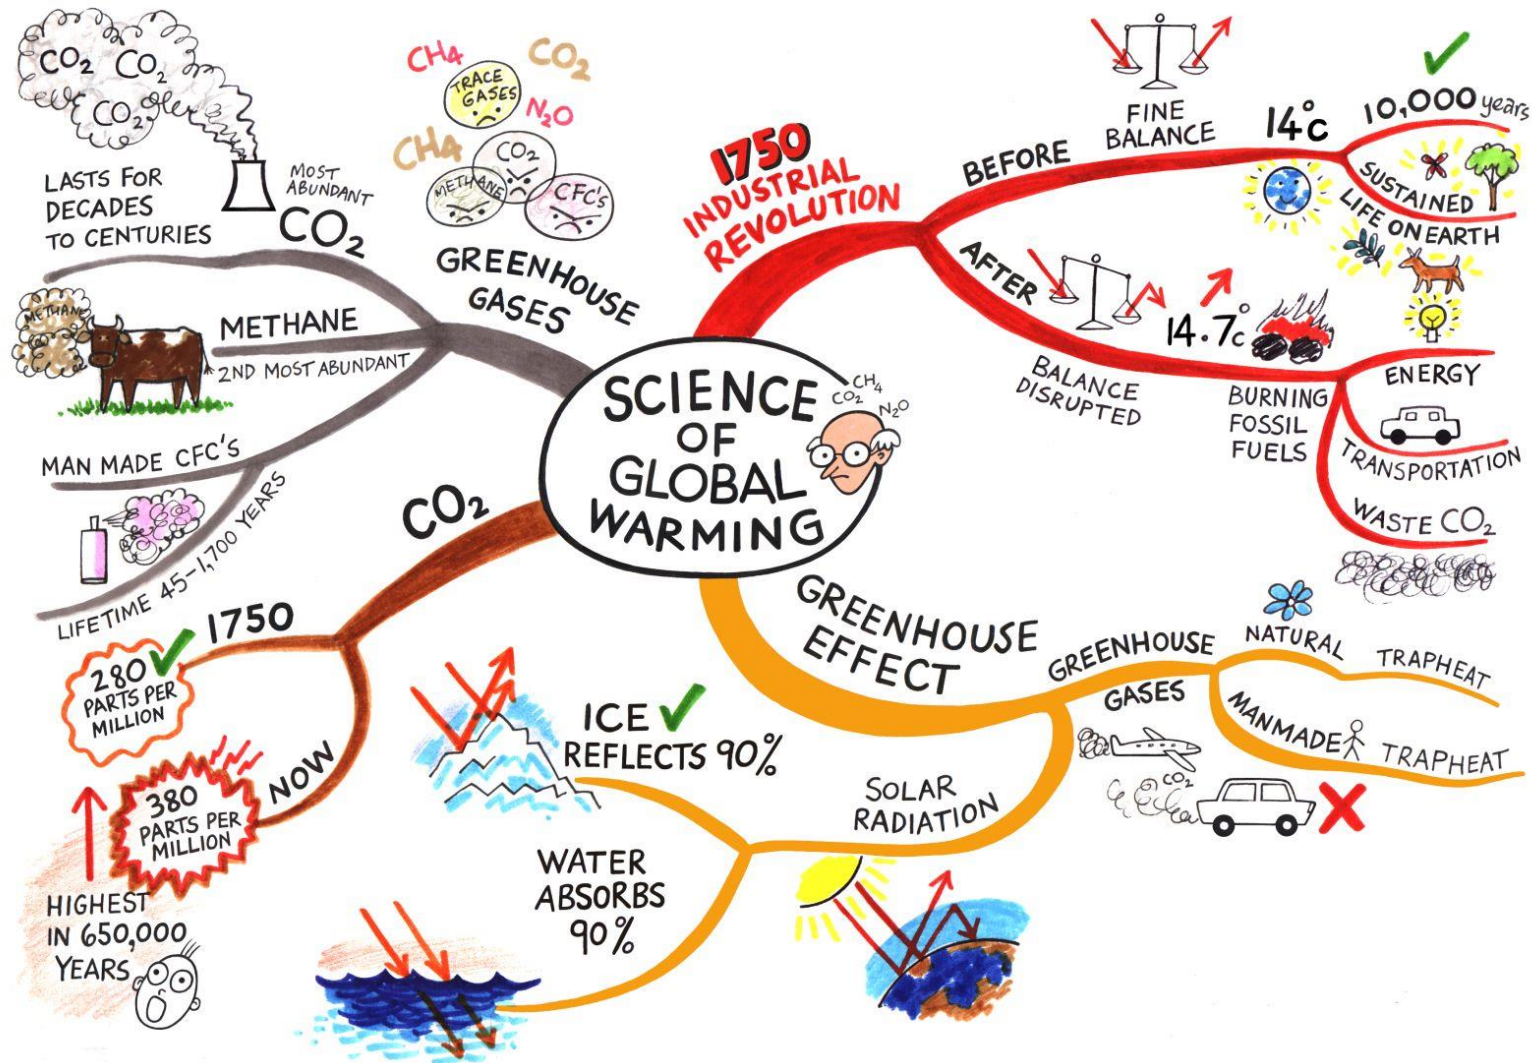 SCIENCE
OF
GLOBAL
WARMING
CH4
CO2
N2O
1750
INDUSTRIAL
REVOLUTION
BEFORE
FINE
BALANCE
14°C
10,000 years
SUSTAINED
LIFE ON EARTH
AFTER
BALANCE
DISRUPTED
14.7°C
BURNING
FOSSIL
FUELS
ENERGY
TRANSPORTATION
WASTE CO2
GREENHOUSE
EFFECT
GREENHOUSE
GASES
NATURAL
TRAPHEAT
MANMADE
TRAPHEAT
CO2
SOLAR
RADIATION
ICE
REFLECTS 90%
WATER
ABSORBS
90%
CO2
1750
280
PARTS PER
MILLION
NOW
380
PARTS PER
MILLION
HIGHEST
IN 650,000
YEARS
GREENHOUSE
GASES
CH4
CO2
TRACE
GASES
N2O
CH4
CO2
METHANE
CFC's
MOST
ABUNDANT
CO2
CO2
CO2
CO2
LASTS FOR
DECADES
TO CENTURIES
METHANE
METHANE
2ND MOST ABUNDANT
MAN MADE CFC'S
LIFETIME 45-1,700 YEARS